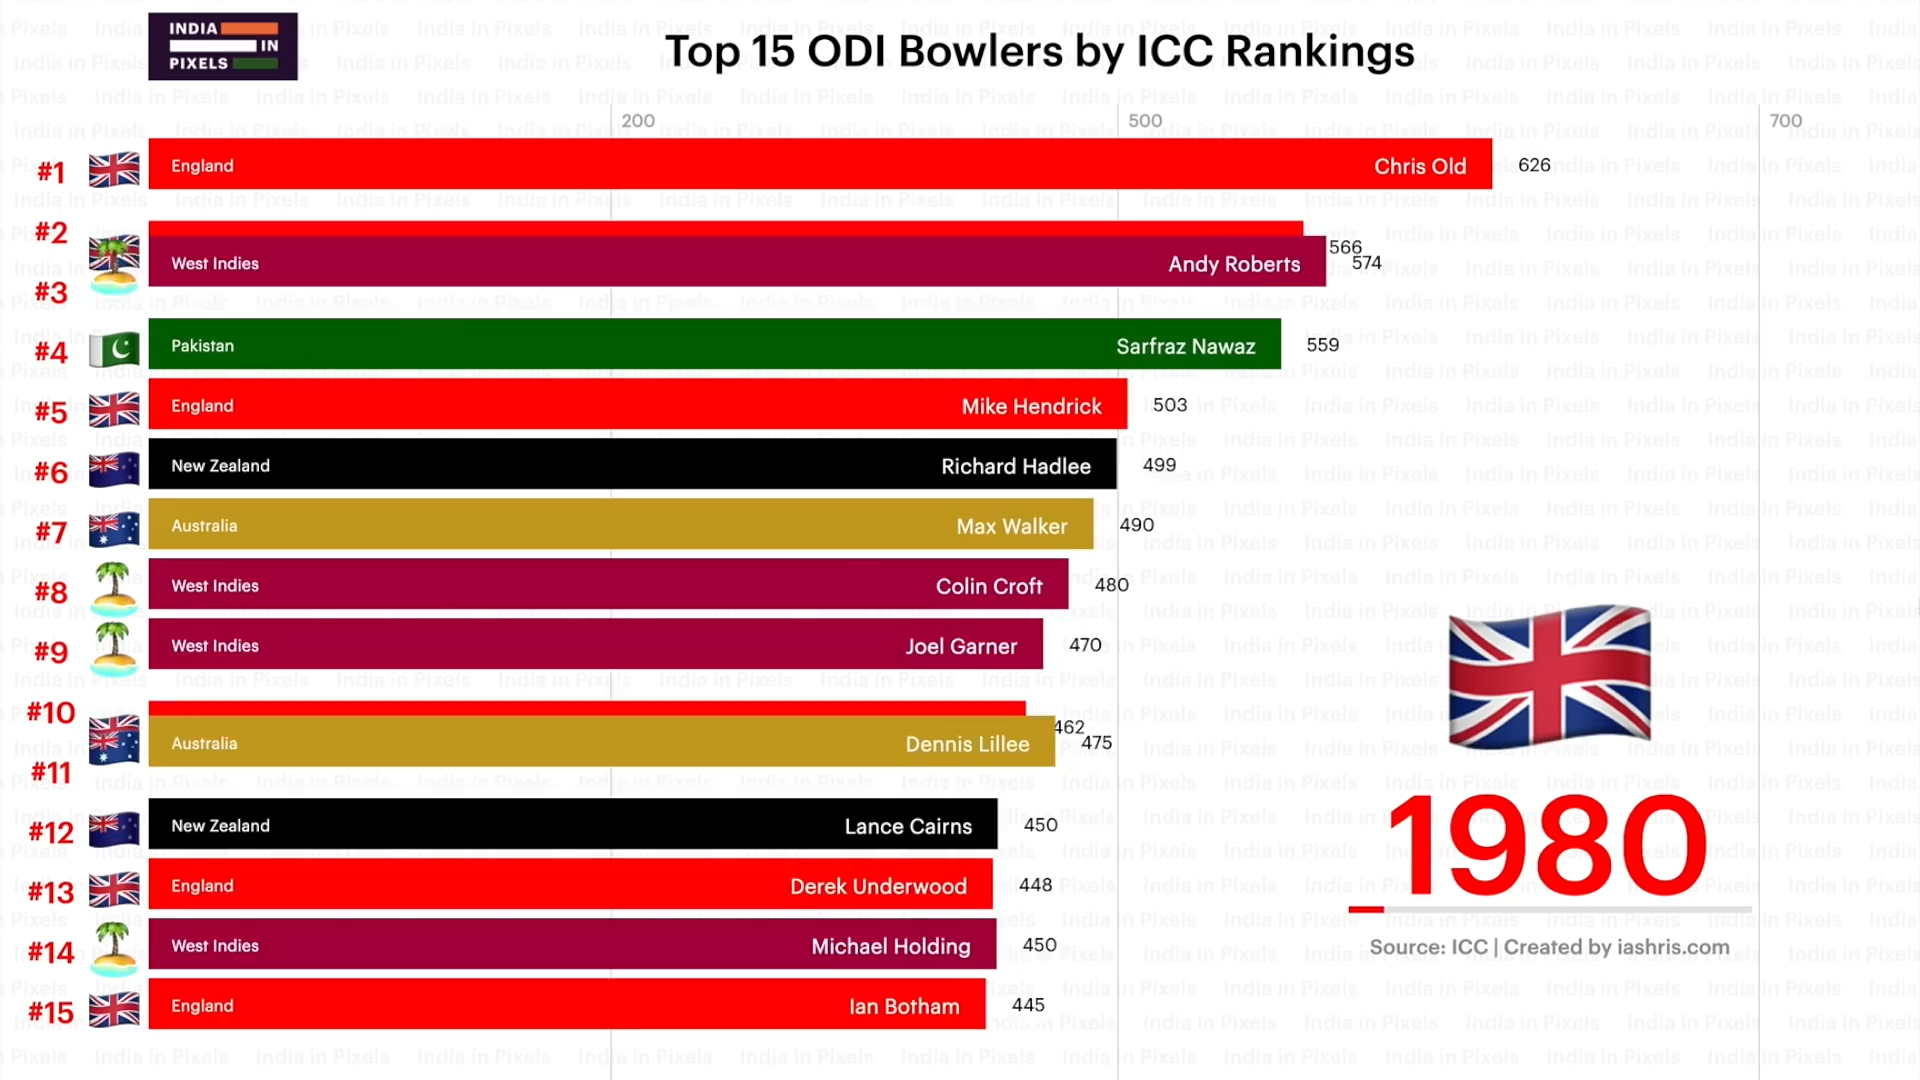 INDIA
IN
PIXELS
Top 15 ODI Bowlers by ICC Rankings
200 500 700
#1 England Chris Old 626
#2
566
#3 West Indies Andy Roberts 574
#4 Pakistan Sarfraz Nawaz 559
#5 England Mike Hendrick 503
#6 New Zealand Richard Hadlee 499
#7 Australia Max Walker 490
#8 West Indies Colin Croft 480
#9 West Indies Joel Garner 470
#10
462
#11 Australia Dennis Lillee 475
#12 New Zealand Lance Cairns 450
#13 England Derek Underwood 448
#14 West Indies Michael Holding 450
#15 England Ian Botham 445
1980
Source: ICC | Created by iashris.com
India in Pixels